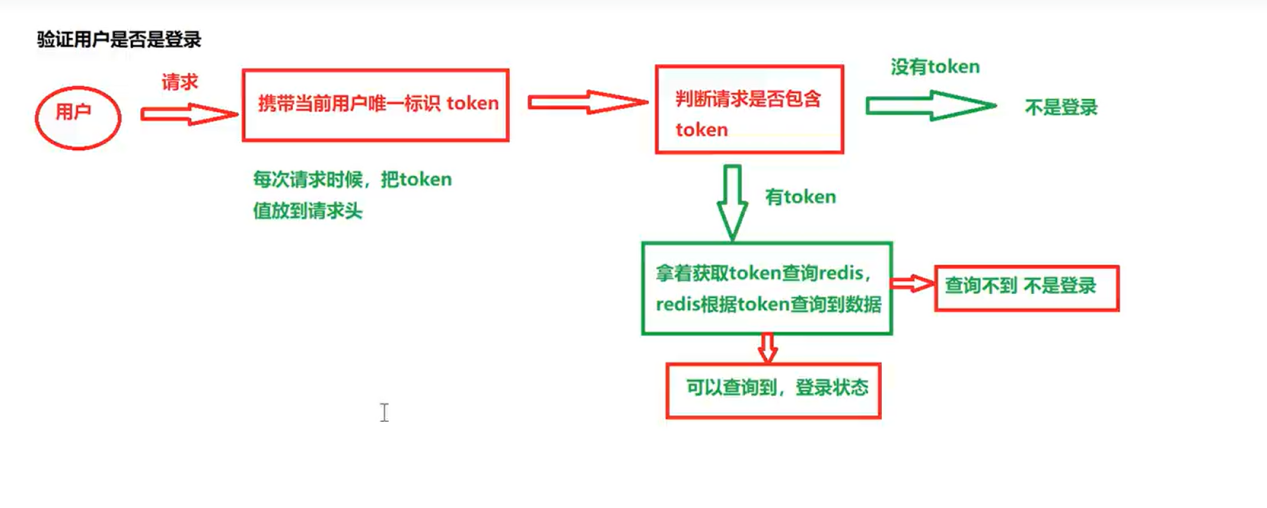 验证用户是否是登录
用户
请求
携带当前用户唯一标识 token
每次请求时候，把token
值放到请求头
判断请求是否包含
token
没有token
不是登录
有token
拿着获取token查询redis，
redis根据token查询到数据
查询不到 不是登录
可以查询到，登录状态